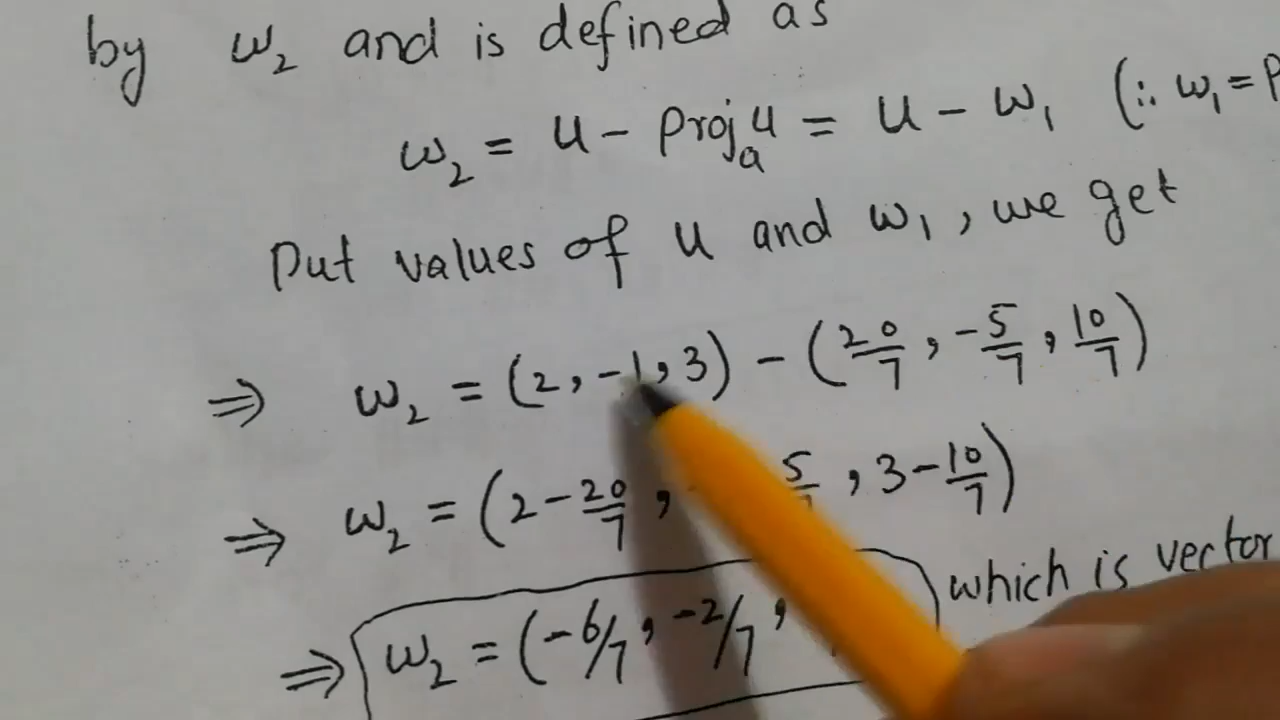 by w₂ and is defined as
w₂ = u - Projₐu = u - w₁ (∵ w₁ = P
Put values of u and w₁, we get
⇒ w₂ = (2, -1, 3) - (20/7, -5/7, 10/7)
⇒ w₂ = (2 - 20/7, 5/ , 3 - 10/7)
⇒ w₂ = (-6/7, -2/7,
which is vector